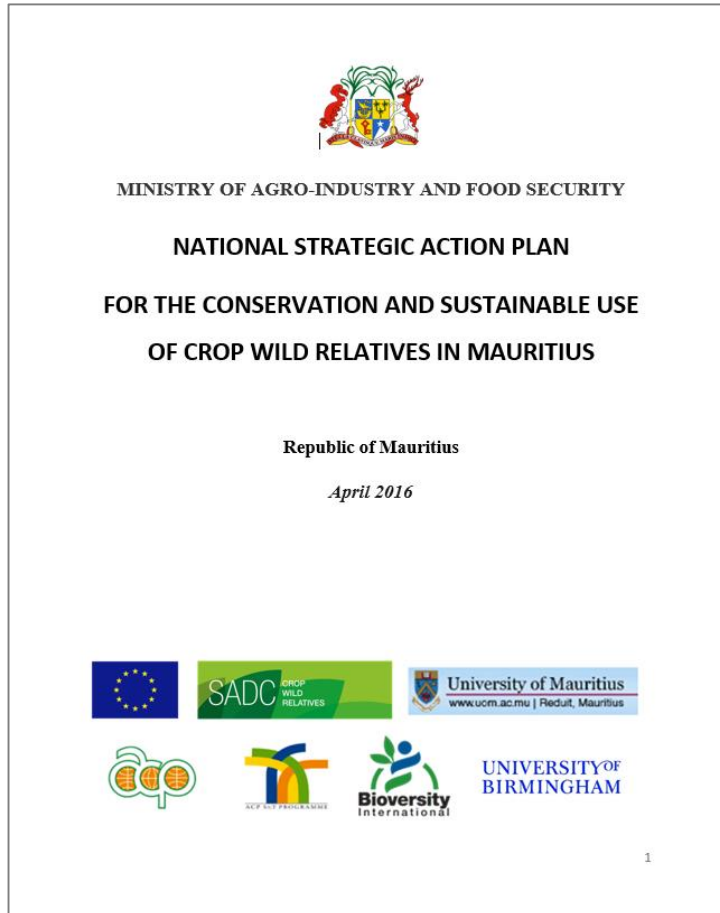 MINISTRY OF AGRO-INDUSTRY AND FOOD SECURITY
NATIONAL STRATEGIC ACTION PLAN
FOR THE CONSERVATION AND SUSTAINABLE USE
OF CROP WILD RELATIVES IN MAURITIUS
Republic of Mauritius
April 2016
SADC
CROP
WILD
RELATIVES
University of Mauritius
www.uom.ac.mu | Reduit, Mauritius
acp
ACP S&T PROGRAMME
Bioversity
International
UNIVERSITY OF
BIRMINGHAM
1